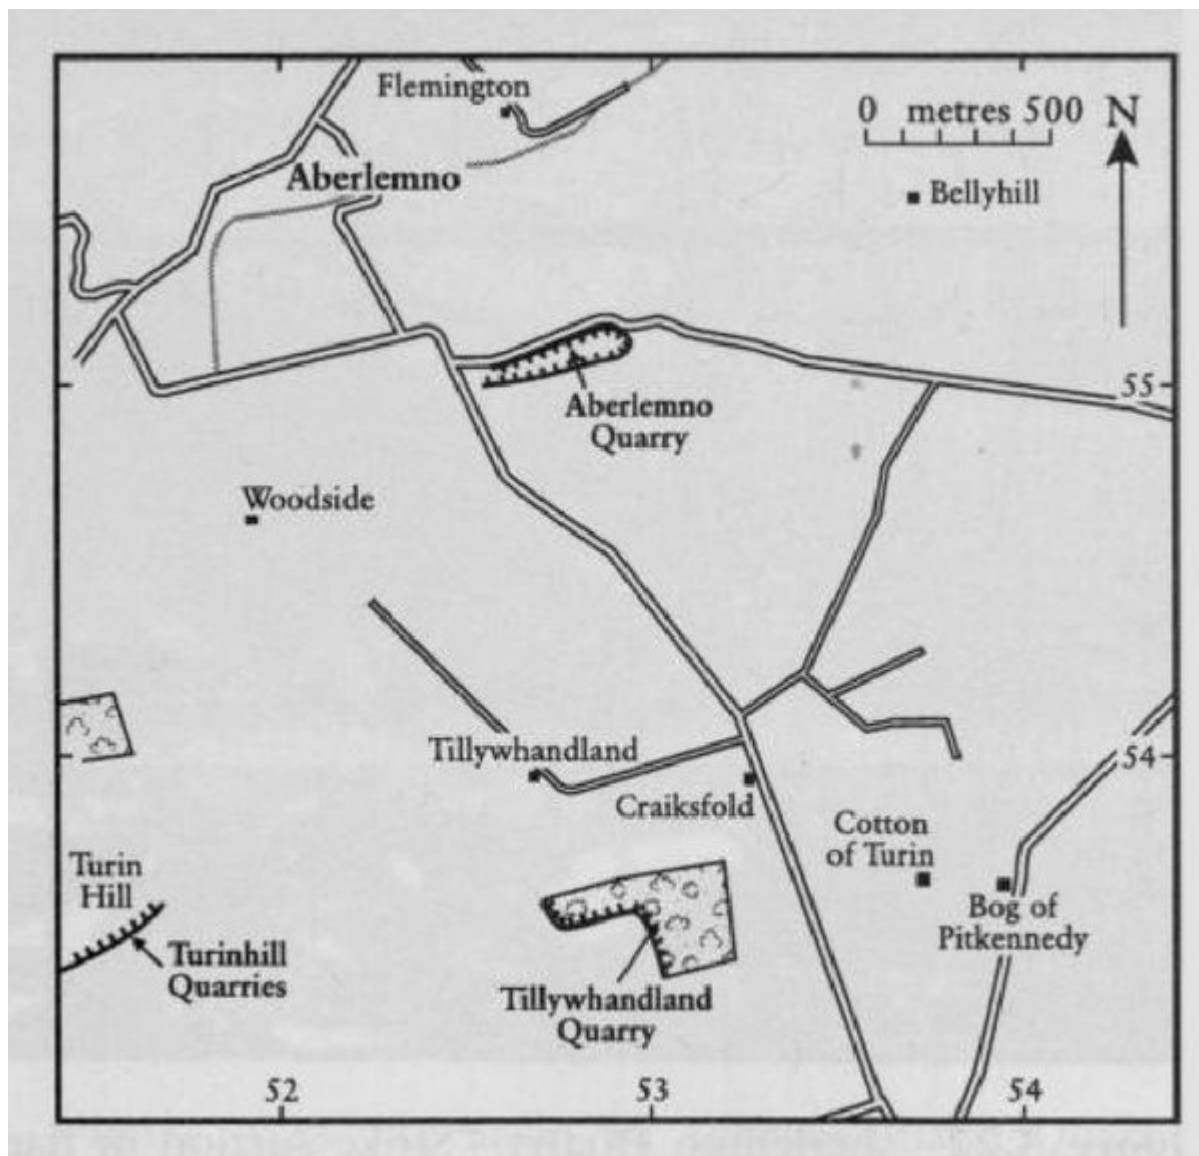 Flemington
0 metres 500
N
Aberlemno
Bellyhill
55
Aberlemno
Quarry
Woodside
Tillywhandland
54
Craiksfold
Cotton
of Turin
Turin
Hill
Bog of
Pitkennedy
Turinhill
Quarries
Tillywhandland
Quarry
52
53
54